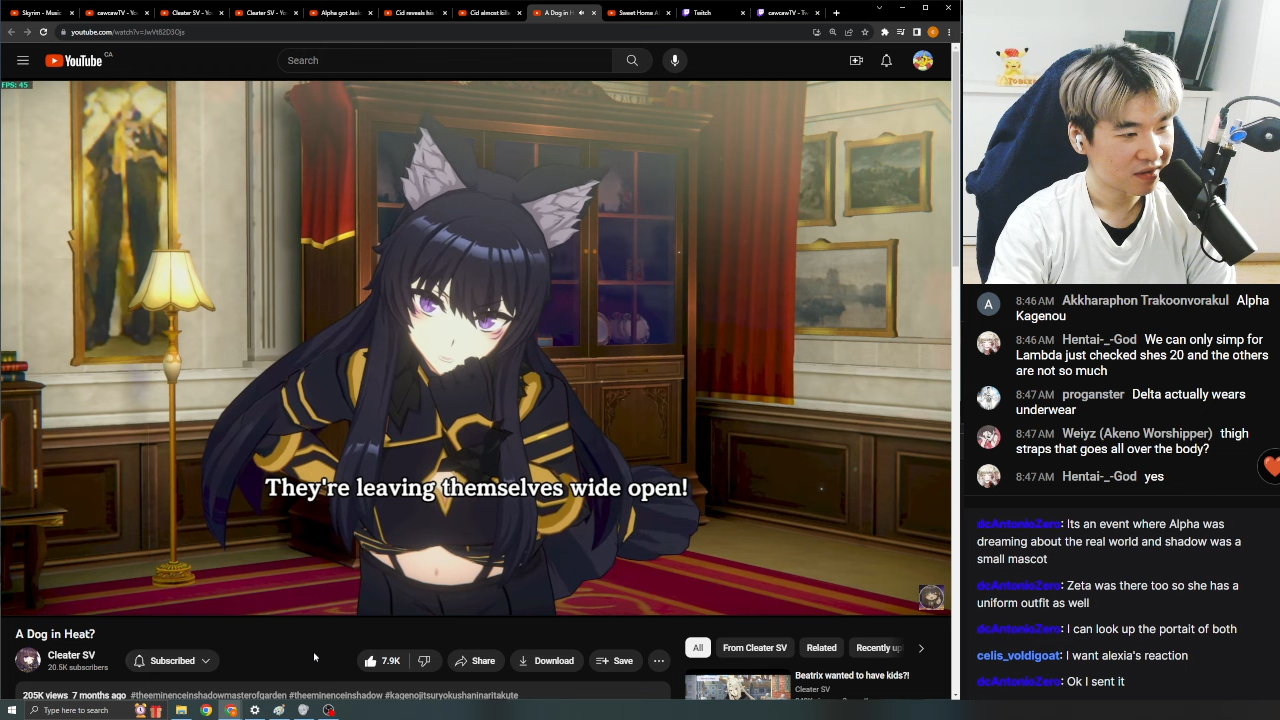 Skyrim - Music
cawcawTV - Yo
Cleater SV - Yo
Cleater SV - Yo
Alpha got Jeal
Cid reveals his
Cid almost kill
A Dog in H
Sweet Home A
Twitch
cawcawTV - Tw
youtube.com/watch?v=JwVt82D3Ojs
YouTube CA
Search
FPS: 45
They're leaving themselves wide open!
A Dog in Heat?
Cleater SV
20.5K subscribers
Subscribed
7.9K
Share
Download
Save
205K views 7 months ago #theeminenceinshadowmasterofgarden #theeminenceinshadow #kagenojitsuryokushaninaritakute
All
From Cleater SV
Related
Recently up
Beatrix wanted to have kids?!
Cleater SV
Type here to search
A
8:46 AM Akkharaphon Trakoonvorakul Alpha
Kagenou
8:46 AM Hentai-_-God We can only simp for
Lambda just checked shes 20 and the others
are not so much
8:47 AM proganster Delta actually wears
underwear
8:47 AM Weiyz (Akeno Worshipper) thigh
straps that goes all over the body?
8:47 AM Hentai-_-God yes
dcAntonioZero: Its an event where Alpha was
dreaming about the real world and shadow was a
small mascot
dcAntonioZero: Zeta was there too so she has a
uniform outfit as well
dcAntonioZero: I can look up the portait of both
celis_voldigoat: I want alexia's reaction
dcAntonioZero: Ok I sent it